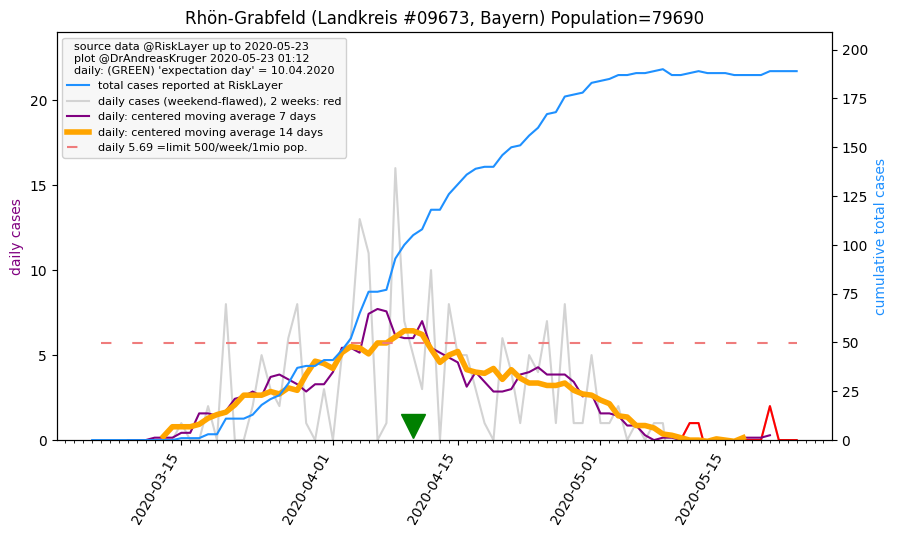 Rhön-Grabfeld (Landkreis #09673, Bayern) Population=79690
source data @RiskLayer up to 2020-05-23
plot @DrAndreasKruger 2020-05-23 01:12
daily: (GREEN) 'expectation day' = 10.04.2020
total cases reported at RiskLayer
daily cases (weekend-flawed), 2 weeks: red
daily: centered moving average 7 days
daily: centered moving average 14 days
daily 5.69 =limit 500/week/1mio pop.
daily cases
20
15
10
5
0
200
175
150
125
100
75
50
25
0
cumulative total cases
2020-03-15
2020-04-01
2020-04-15
2020-05-01
2020-05-15